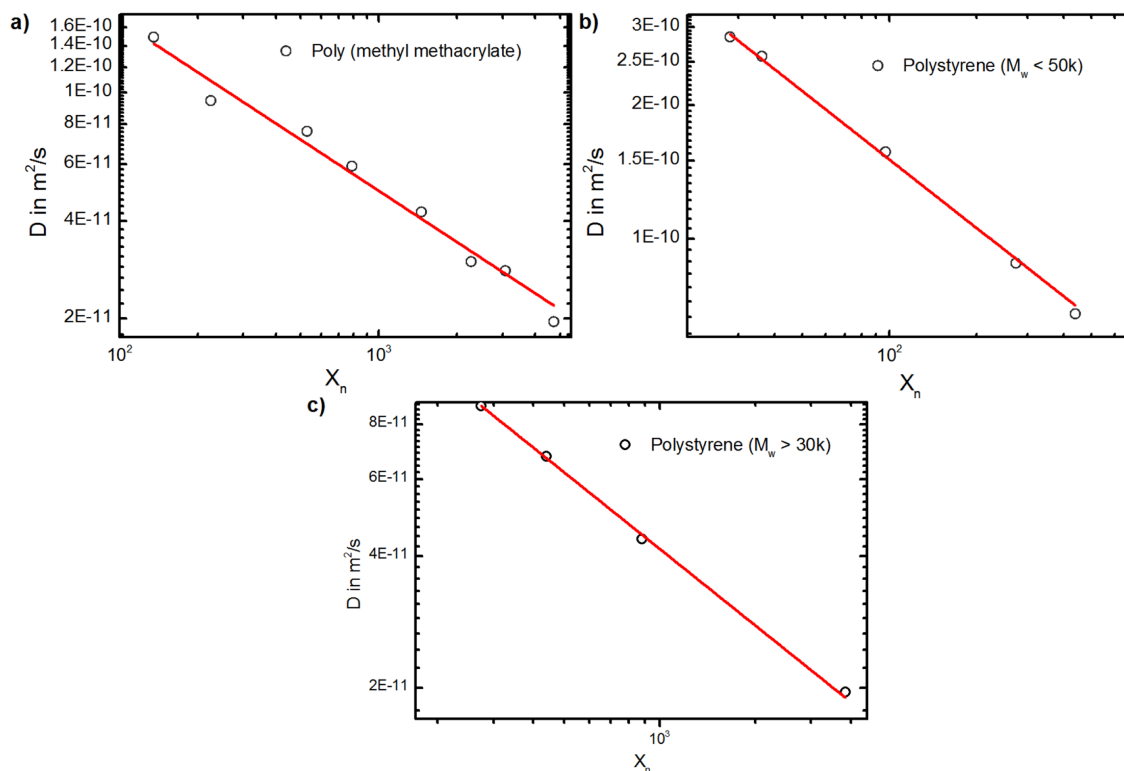 a)
1.6E-10
1.4E-10
1.2E-10
1E-10
8E-11
6E-11
4E-11
2E-11
D in m²/s
Poly (methyl methacrylate)
10² 10³
Xₙ
b)
3E-10
2.5E-10
2E-10
1.5E-10
1E-10
D in m²/s
Polystyrene (M_w < 50k)
10²
Xₙ
c)
8E-11
6E-11
4E-11
2E-11
D in m²/s
Polystyrene (M_w > 30k)
10³
Xₙ